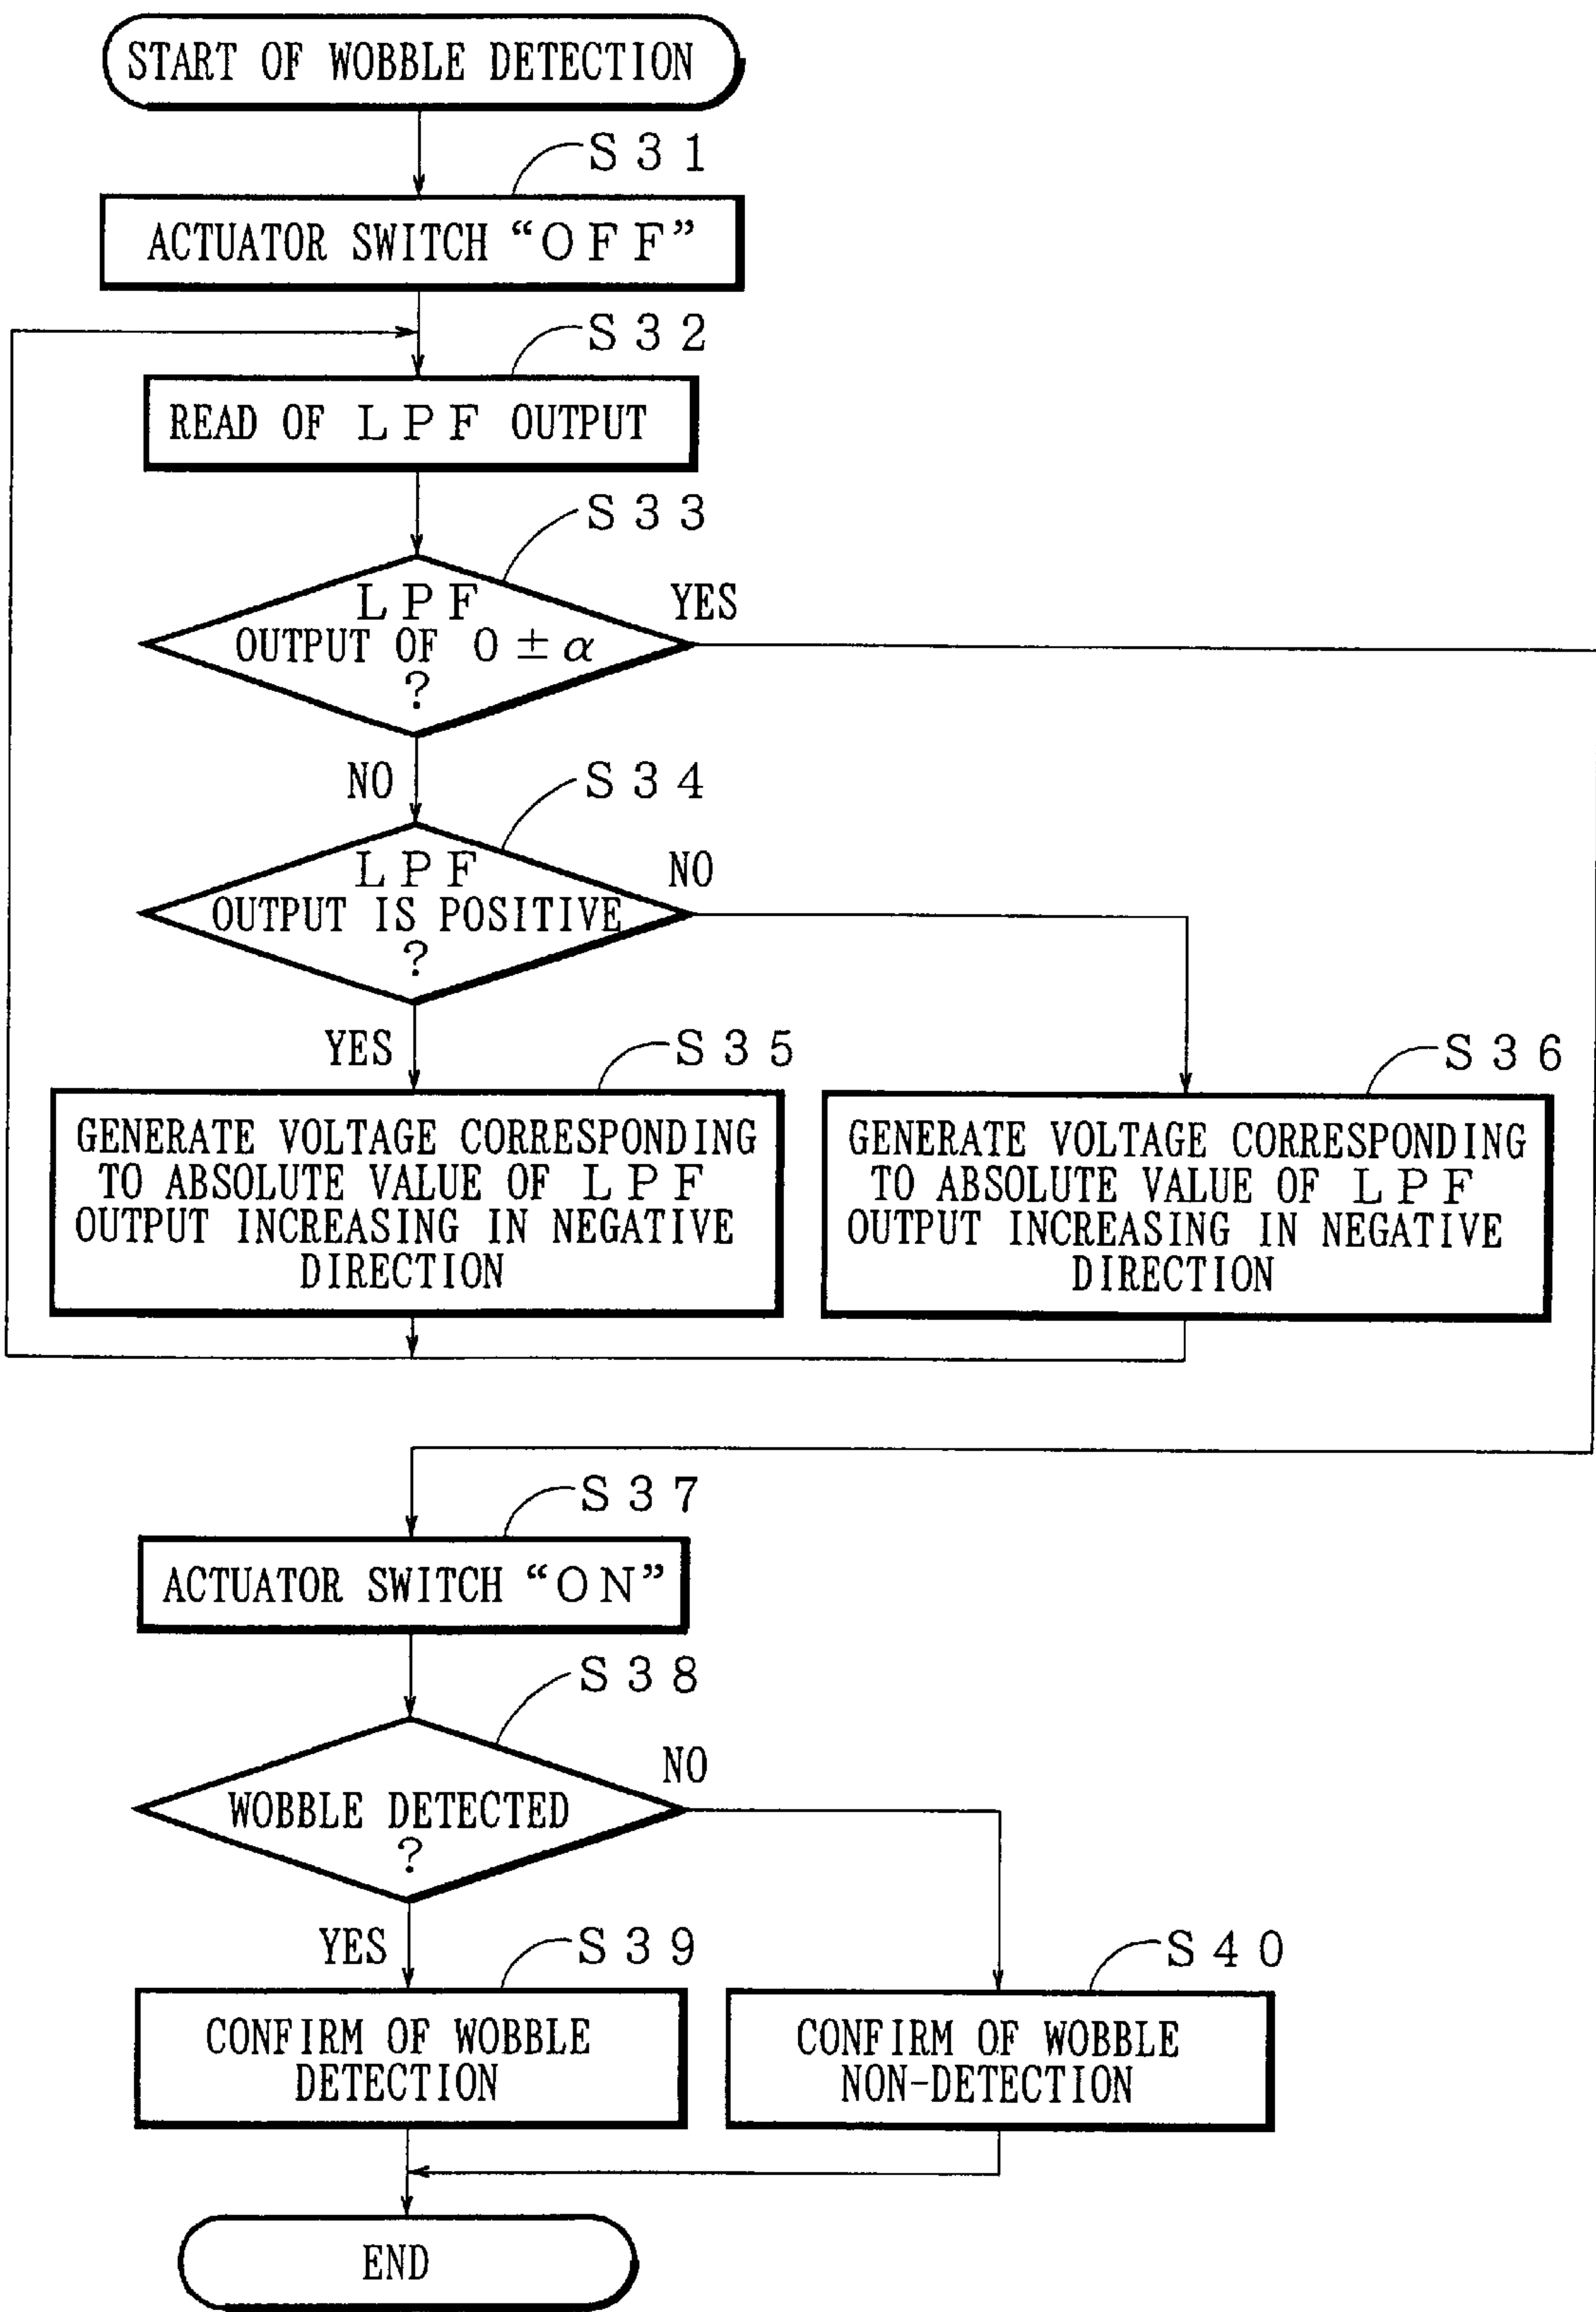 START OF WOBBLE DETECTION
S31
ACTUATOR SWITCH “OFF”
S32
READ OF LPF OUTPUT
S33
LPF
OUTPUT OF 0±α
?
YES
NO
S34
LPF
OUTPUT IS POSITIVE
?
NO
YES
S35
GENERATE VOLTAGE CORRESPONDING
TO ABSOLUTE VALUE OF LPF
OUTPUT INCREASING IN NEGATIVE
DIRECTION
S36
GENERATE VOLTAGE CORRESPONDING
TO ABSOLUTE VALUE OF LPF
OUTPUT INCREASING IN NEGATIVE
DIRECTION
S37
ACTUATOR SWITCH “ON”
S38
WOBBLE DETECTED
?
NO
YES
S39
CONFIRM OF WOBBLE
DETECTION
S40
CONFIRM OF WOBBLE
NON-DETECTION
END